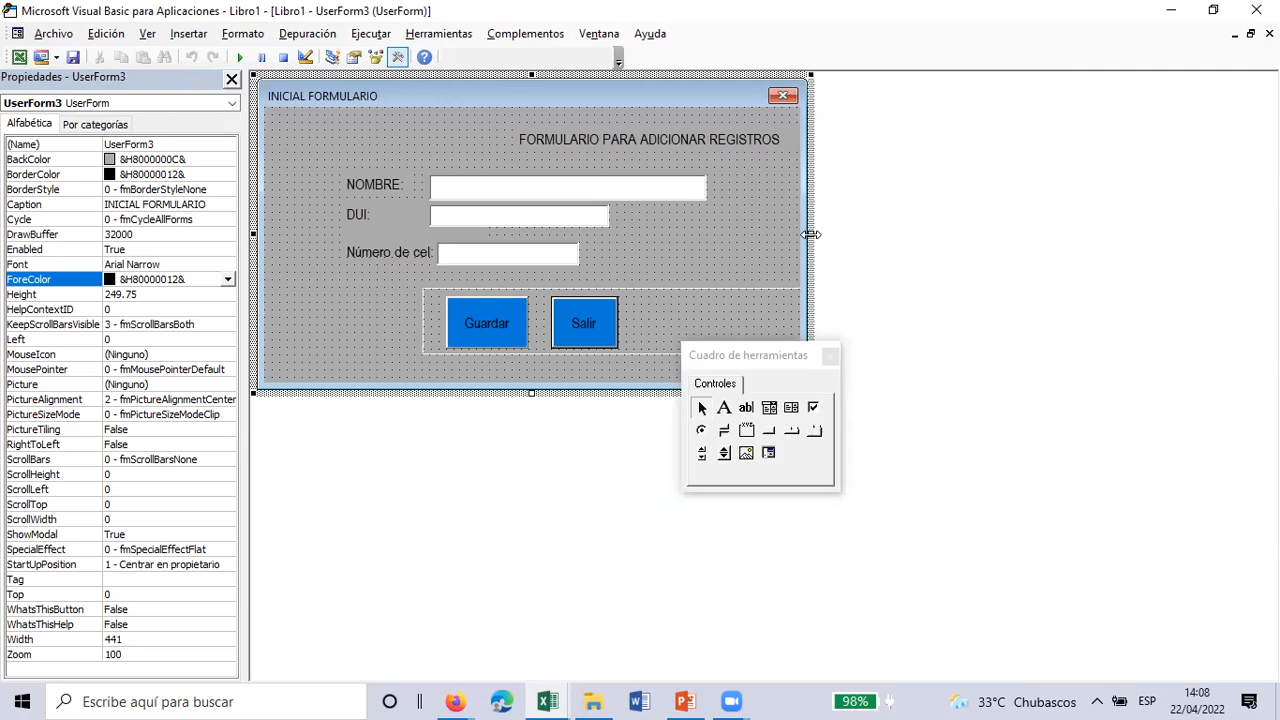 Microsoft Visual Basic para Aplicaciones - Libro1 - [Libro1 - UserForm3 (UserForm)]
Archivo Edición Ver Insertar Formato Depuración Ejecutar Herramientas Complementos Ventana Ayuda
Propiedades - UserForm3
UserForm3 UserForm
Alfabética Por categorías
(Name) UserForm3
BackColor &H8000000C&
BorderColor &H80000012&
BorderStyle 0 - fmBorderStyleNone
Caption INICIAL FORMULARIO
Cycle 0 - fmCycleAllForms
DrawBuffer 32000
Enabled True
Font Arial Narrow
ForeColor &H80000012&
Height 249.75
HelpContextID 0
KeepScrollBarsVisible 3 - fmScrollBarsBoth
Left 0
MouseIcon (Ninguno)
MousePointer 0 - fmMousePointerDefault
Picture (Ninguno)
PictureAlignment 2 - fmPictureAlignmentCenter
PictureSizeMode 0 - fmPictureSizeModeClip
PictureTiling False
RightToLeft False
ScrollBars 0 - fmScrollBarsNone
ScrollHeight 0
ScrollLeft 0
ScrollTop 0
ScrollWidth 0
ShowModal True
SpecialEffect 0 - fmSpecialEffectFlat
StartUpPosition 1 - Centrar en propietario
Tag
Top 0
WhatsThisButton False
WhatsThisHelp False
Width 441
Zoom 100
INICIAL FORMULARIO
FORMULARIO PARA ADICIONAR REGISTROS
NOMBRE:
DUI:
Número de cel:
Guardar Salir
Cuadro de herramientas
Controles
A ab|
Escribe aquí para buscar
98%
33°C Chubascos
ESP
14:08
22/04/2022